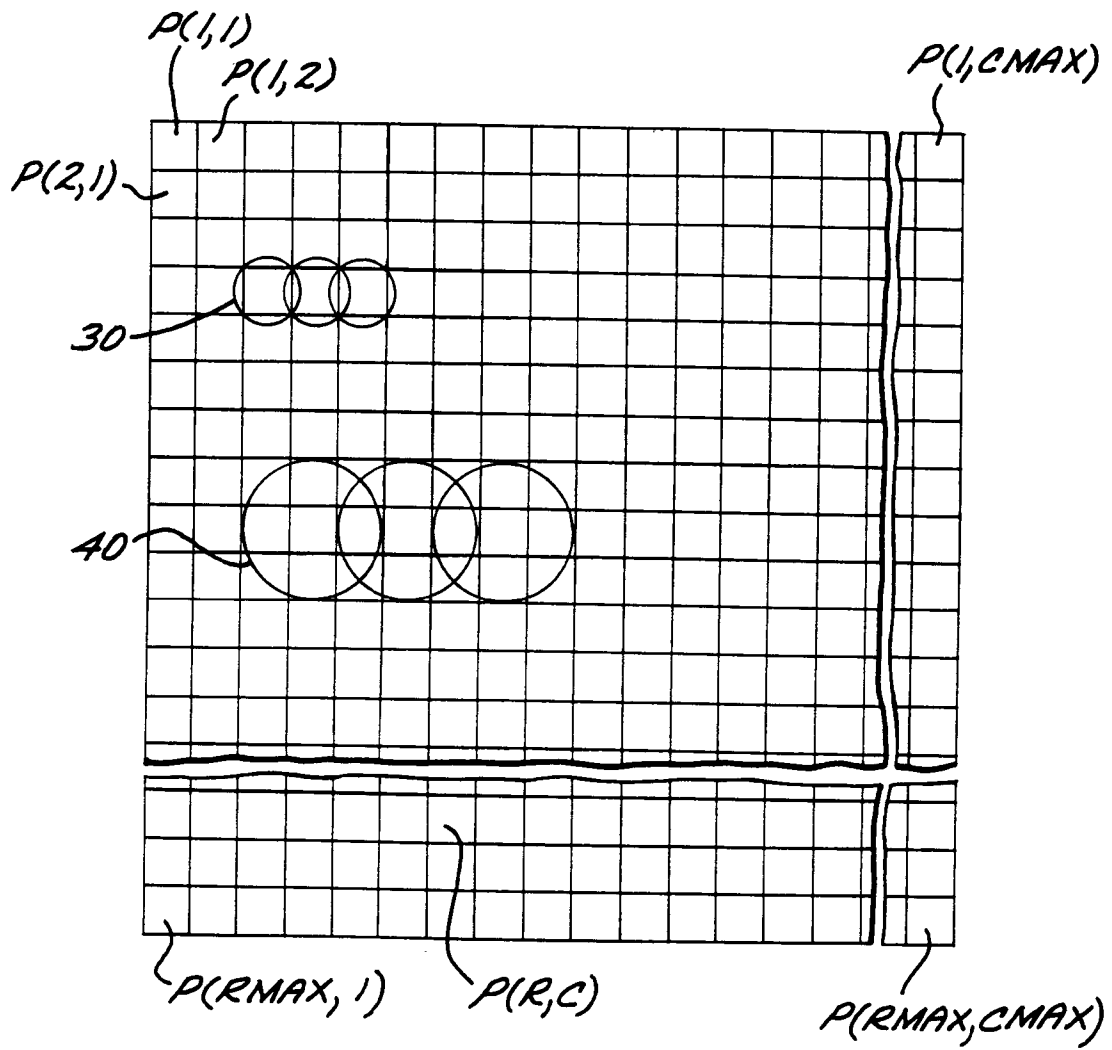 P(1,1)
P(1,2)
P(1,CMAX)
P(2,1)
30
40
P(RMAX,1)
P(R,C)
P(RMAX,CMAX)